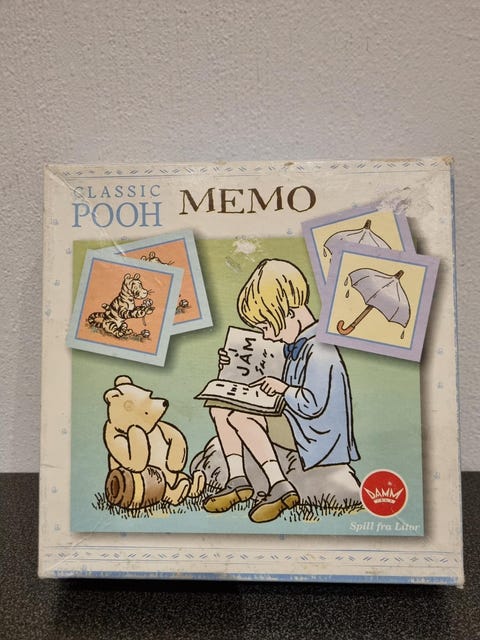 CLASSIC
POOH
MEMO
JAM
DAMM
Spill fra Litor